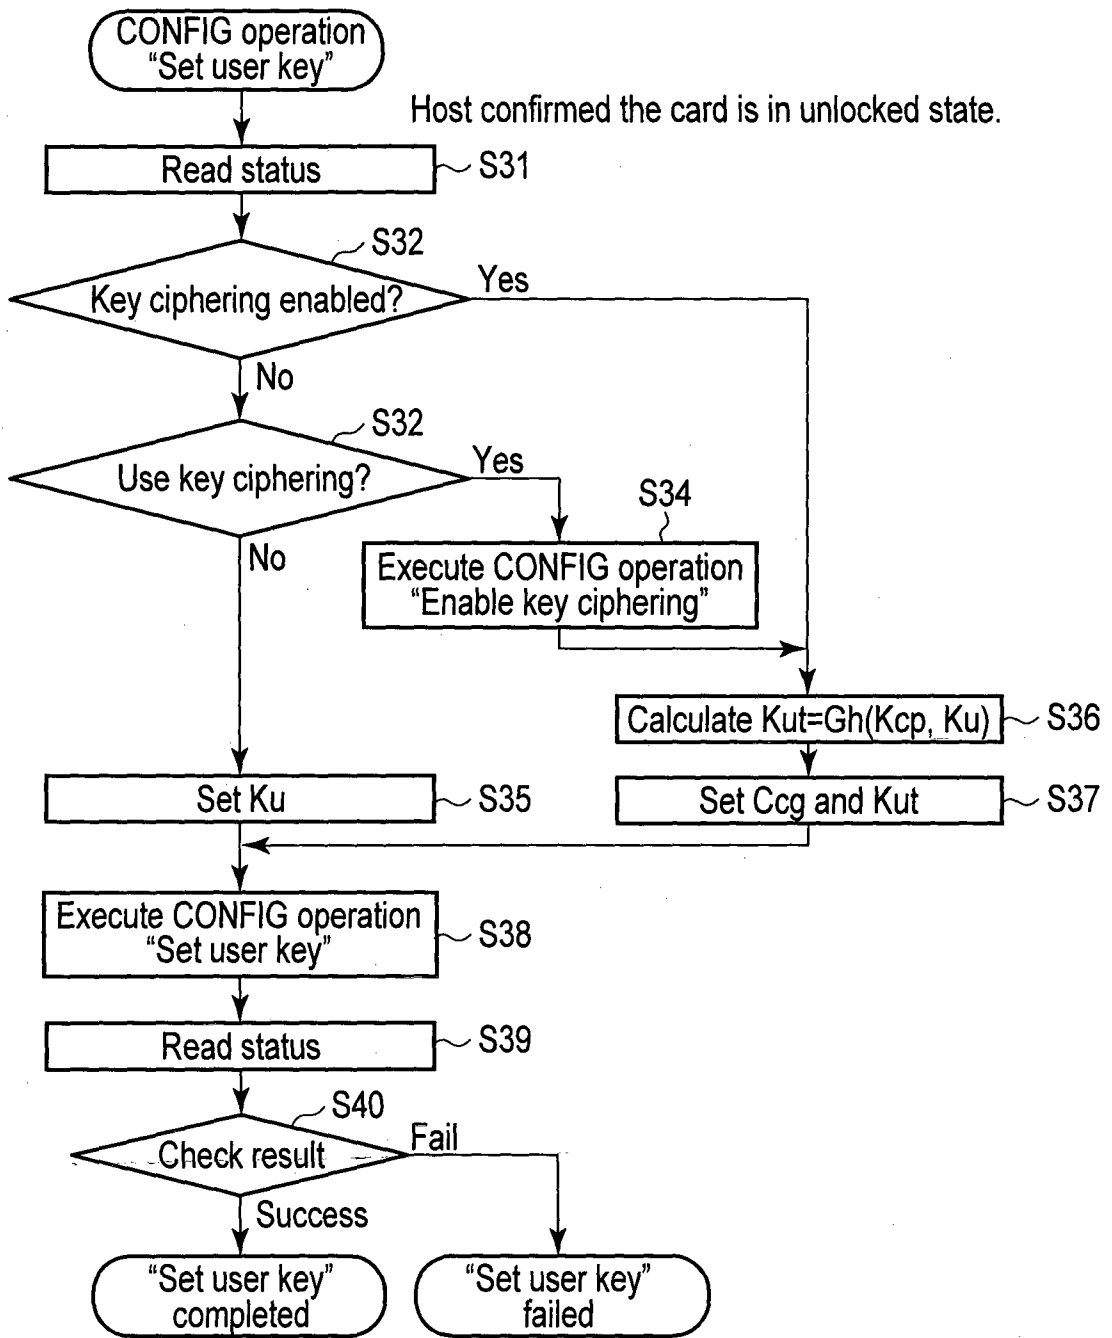 CONFIG operation
“Set user key”
Host confirmed the card is in unlocked state.
Read status
S31
S32
Key ciphering enabled?
Yes
No
S32
Use key ciphering?
Yes
No
S34
Execute CONFIG operation
“Enable key ciphering”
Calculate Kut=Gh(Kcp, Ku)
S36
Set Ku
S35
Set Ccg and Kut
S37
Execute CONFIG operation
“Set user key”
S38
Read status
S39
S40
Check result
Fail
Success
“Set user key”
completed
“Set user key”
failed